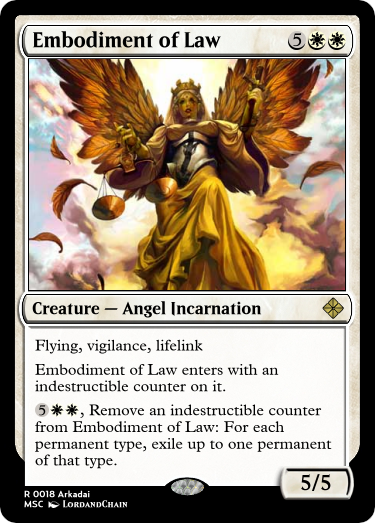 Embodiment of Law 5
Creature — Angel Incarnation
Flying, vigilance, lifelink
Embodiment of Law enters with an
indestructible counter on it.
5, Remove an indestructible counter
from Embodiment of Law: For each
permanent type, exile up to one permanent
of that type.
5/5
R 0018 Arkadai
MSC LordandChain